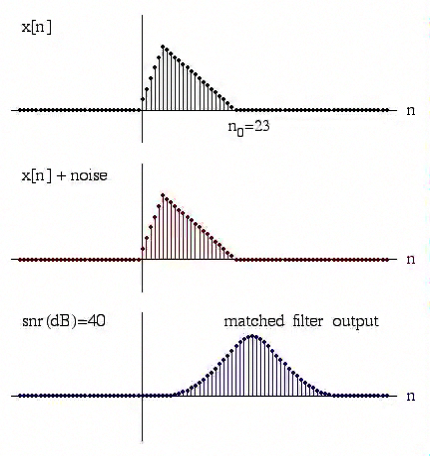 x[n]
n
n0=23
x[n] + noise
n
snr(dB)=40
matched filter output
n